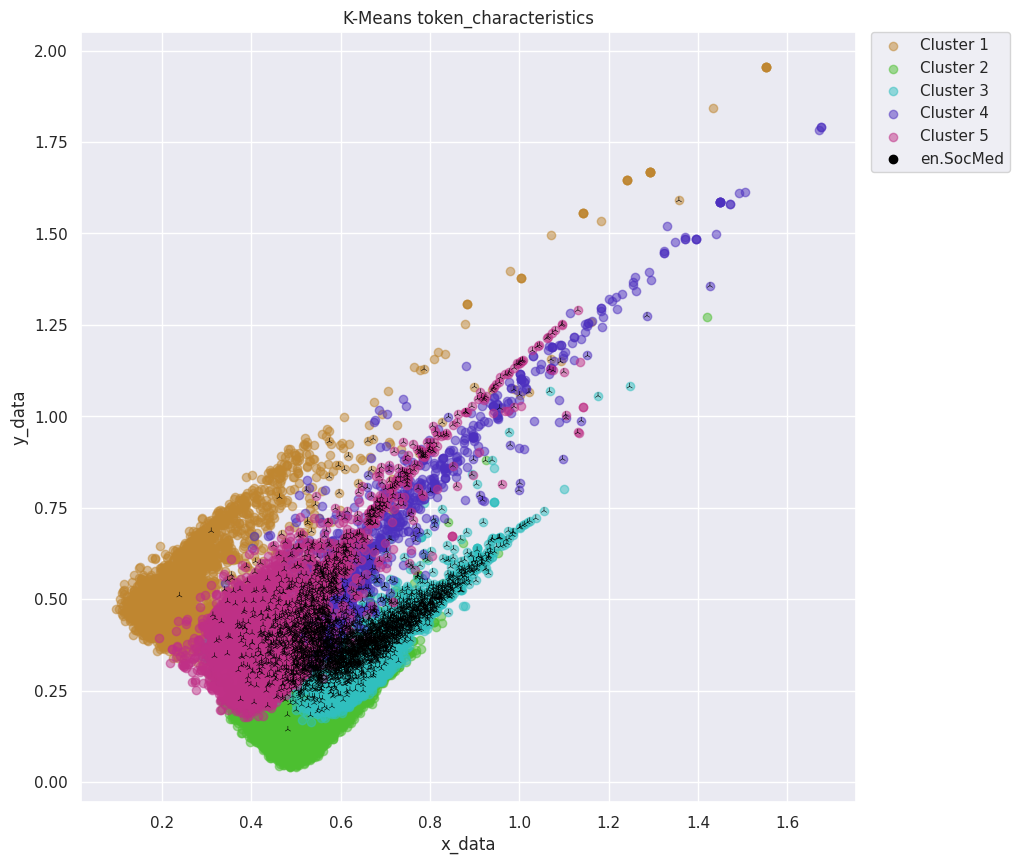 K-Means token_characteristics
Cluster 1
Cluster 2
Cluster 3
Cluster 4
Cluster 5
en.SocMed
2.00
1.75
1.50
1.25
1.00
0.75
0.50
0.25
0.00
y_data
0.2 0.4 0.6 0.8 1.0 1.2 1.4 1.6
x_data